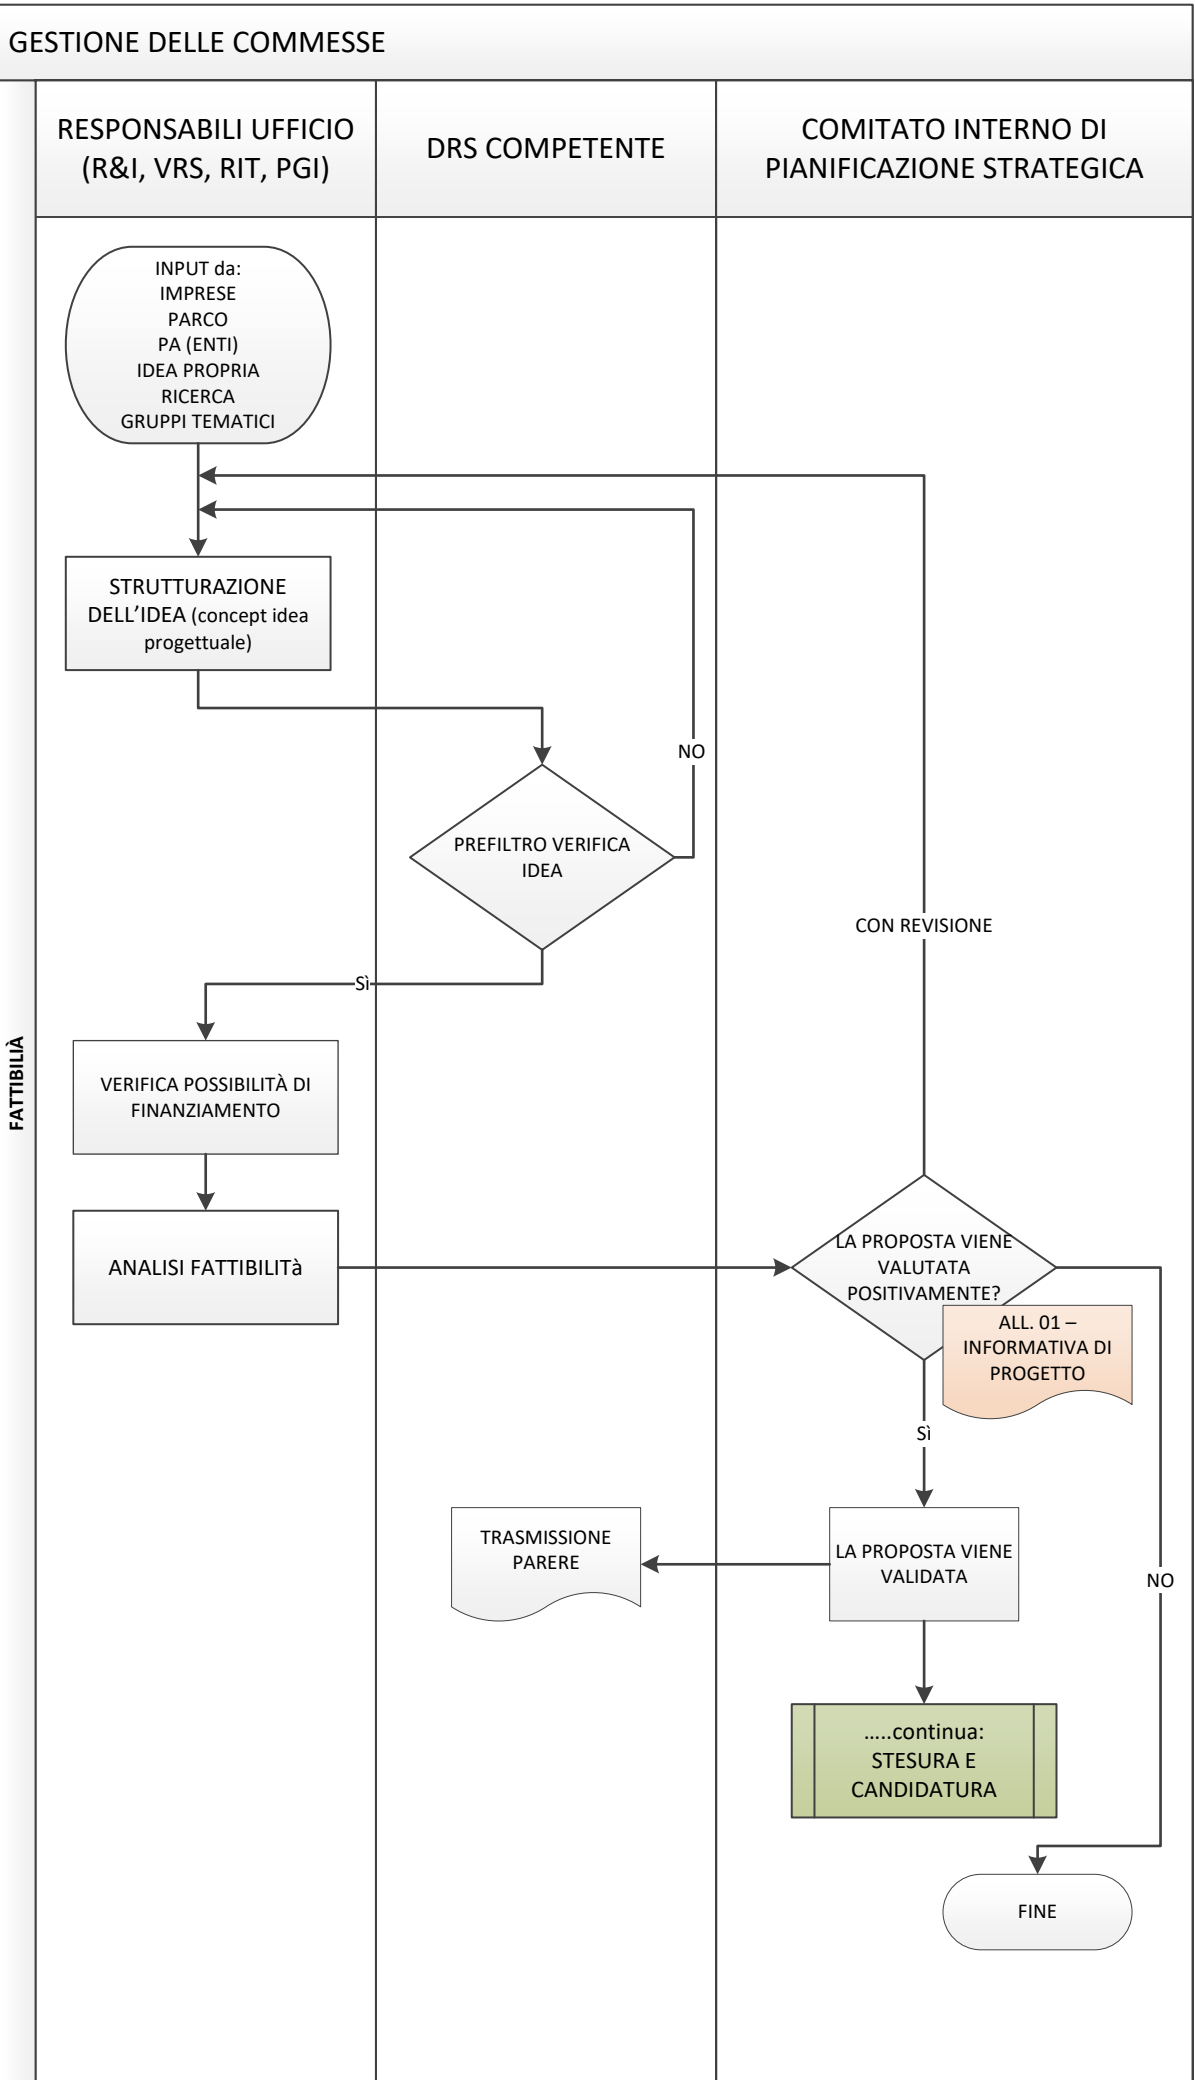 GESTIONE DELLE COMMESSE
RESPONSABILI UFFICIO
(R&I, VRS, RIT, PGI)
DRS COMPETENTE
COMITATO INTERNO DI
PIANIFICAZIONE STRATEGICA
FATTIBILIÀ
INPUT da:
IMPRESE
PARCO
PA (ENTI)
IDEA PROPRIA
RICERCA
GRUPPI TEMATICI
STRUTTURAZIONE
DELL’IDEA (concept idea
progettuale)
NO
PREFILTRO VERIFICA
IDEA
CON REVISIONE
Sì
VERIFICA POSSIBILITÀ DI
FINANZIAMENTO
ANALISI FATTIBILITà
LA PROPOSTA VIENE
VALUTATA
POSITIVAMENTE?
ALL. 01 –
INFORMATIVA DI
PROGETTO
Sì
TRASMISSIONE
PARERE
LA PROPOSTA VIENE
VALIDATA
NO
…..continua:
STESURA E
CANDIDATURA
FINE